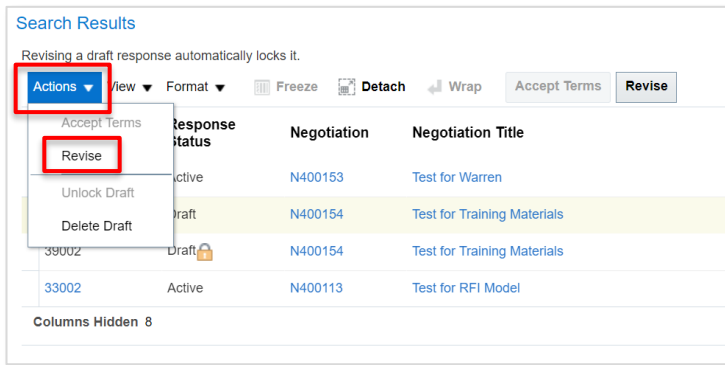 Search Results
Revising a draft response automatically locks it.
Actions View Format Freeze Detach Wrap Accept Terms Revise
Accept Terms
Revise
Unlock Draft
Delete Draft
Response Status Negotiation Negotiation Title
Active N400153 Test for Warren
Draft N400154 Test for Training Materials
39002 Draft N400154 Test for Training Materials
33002 Active N400113 Test for RFI Model
Columns Hidden 8